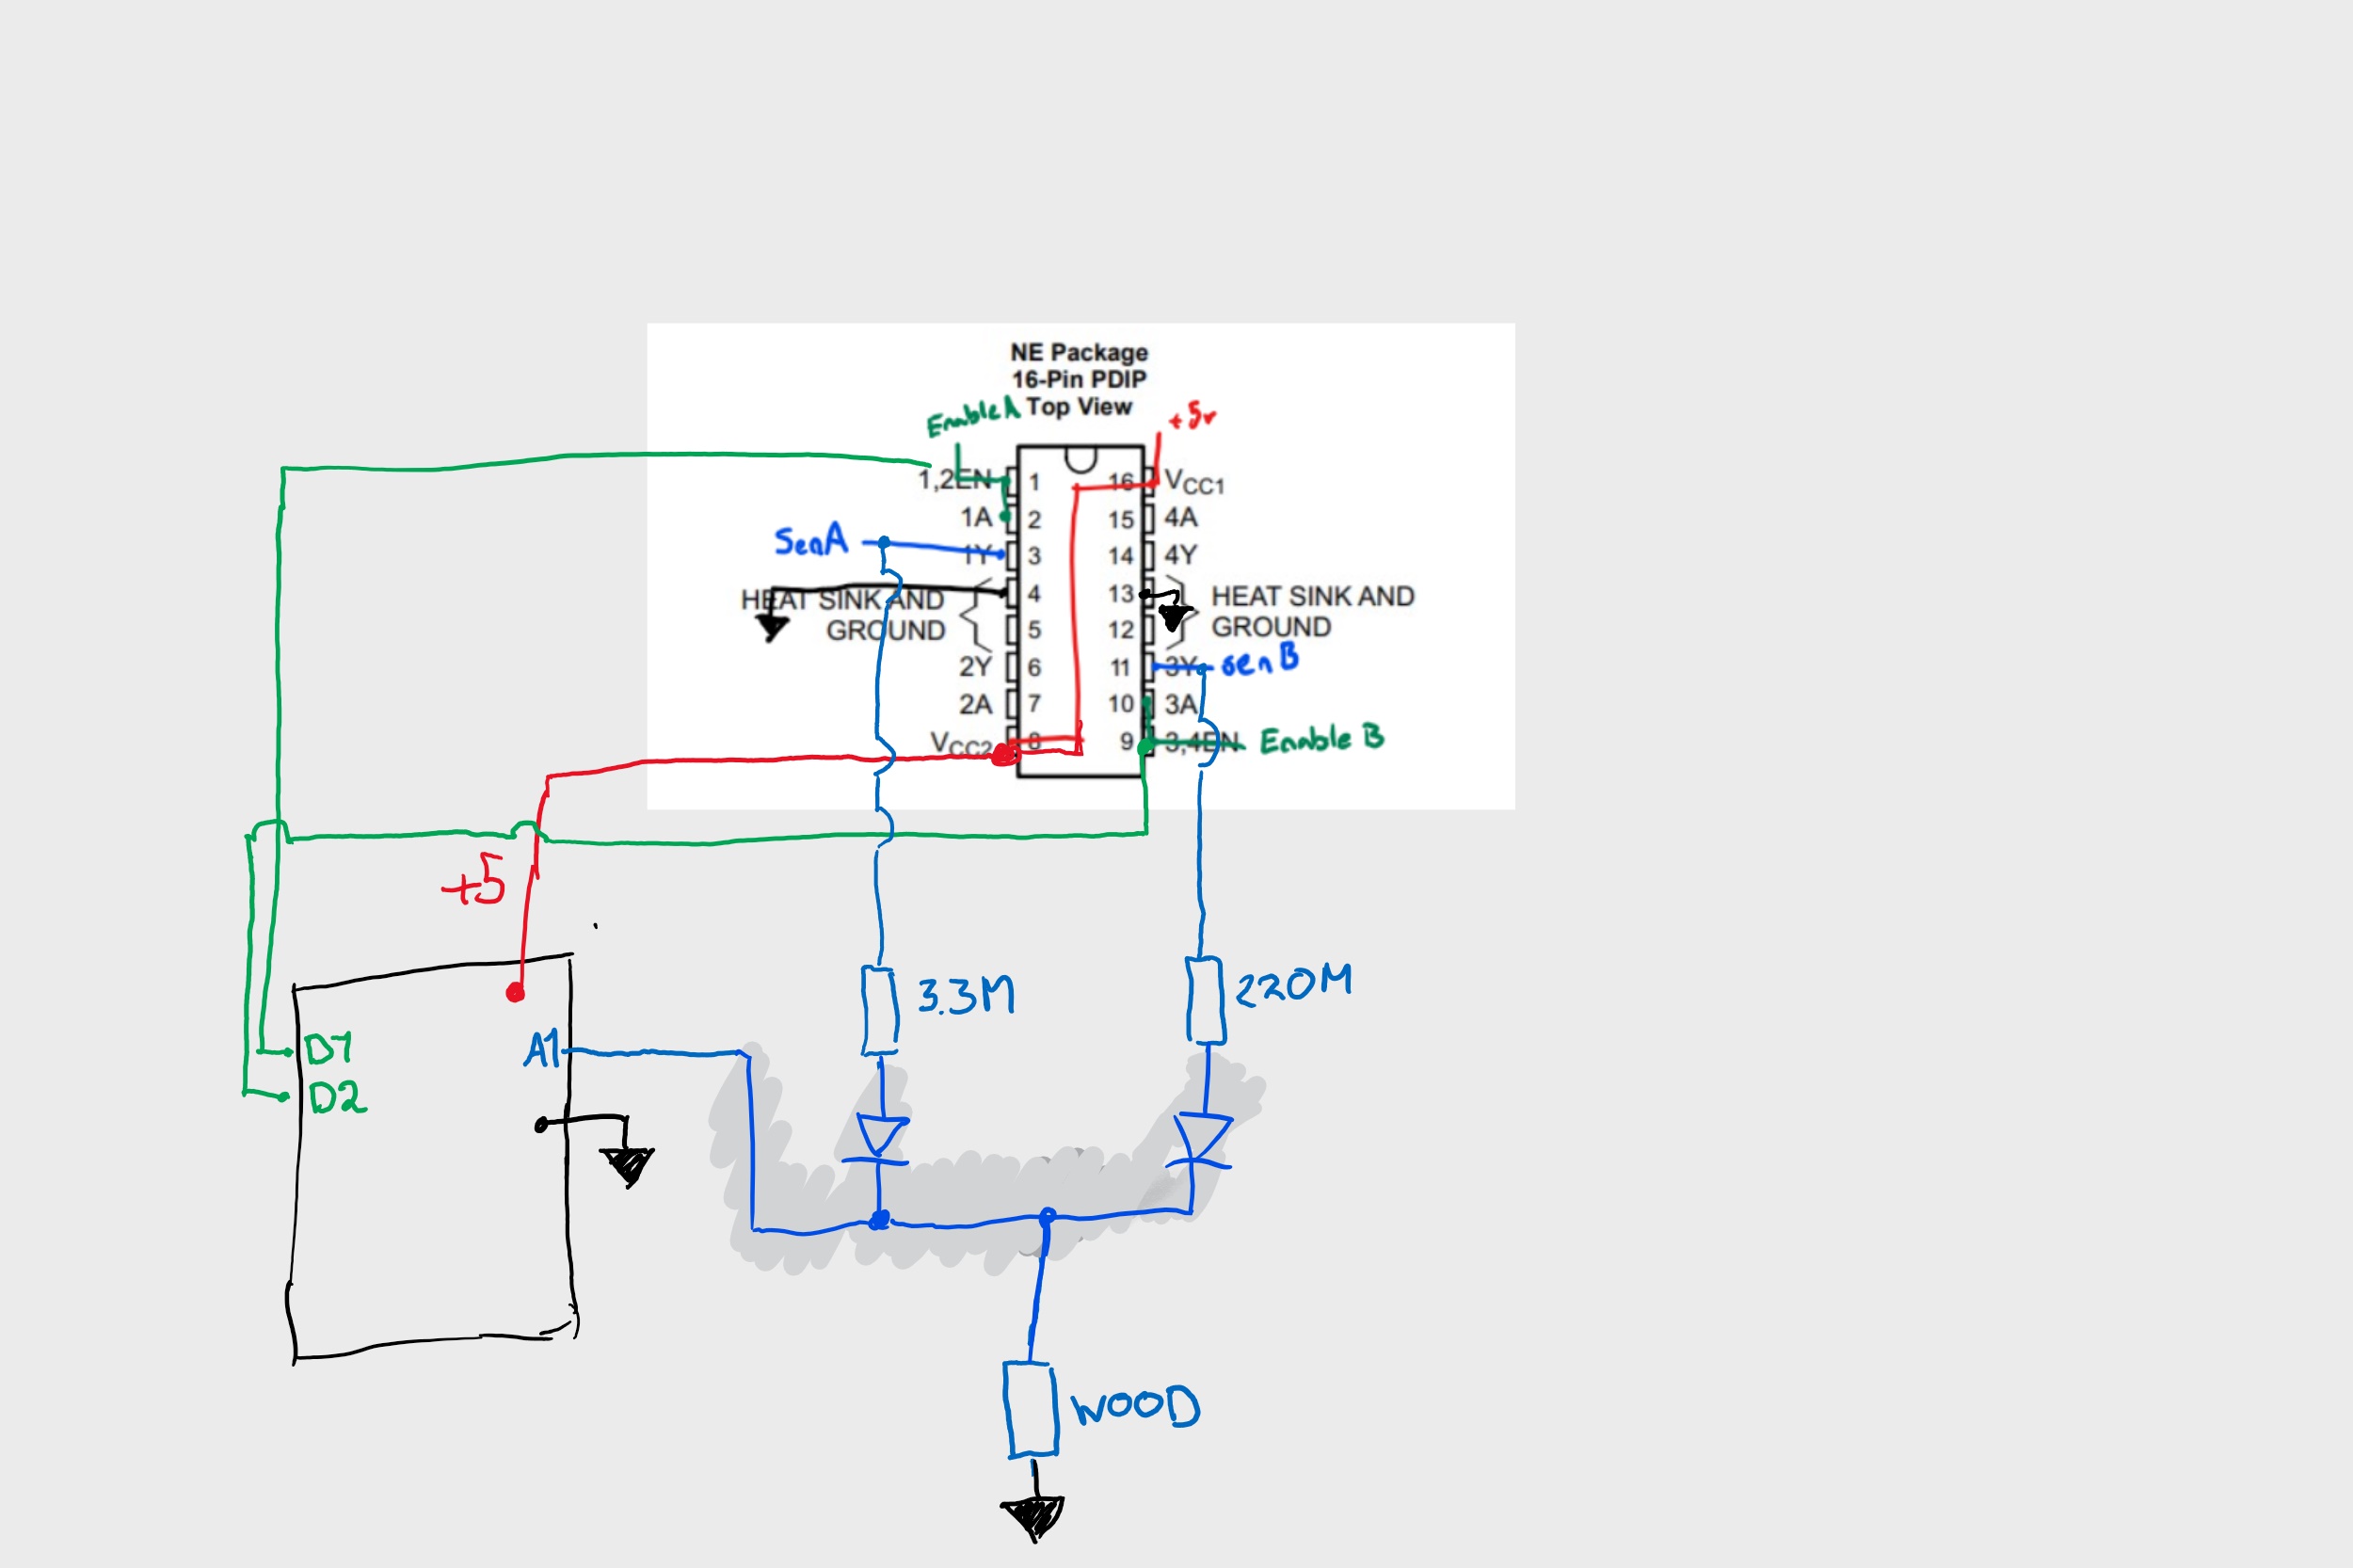 NE Package
16-Pin PDIP
Top View
Enable A
+5v
1,2EN 1 16 VCC1
1A 2 15 4A
SenA 1Y 3 14 4Y
4 13
HEAT SINK AND HEAT SINK AND
GROUND GROUND
5 12
2Y 6 11 3Y sen B
2A 7 10 3A
VCC2 8 9 3,4EN Enable B
+5
3.3M 220M
D1 A1
D2
WOOD